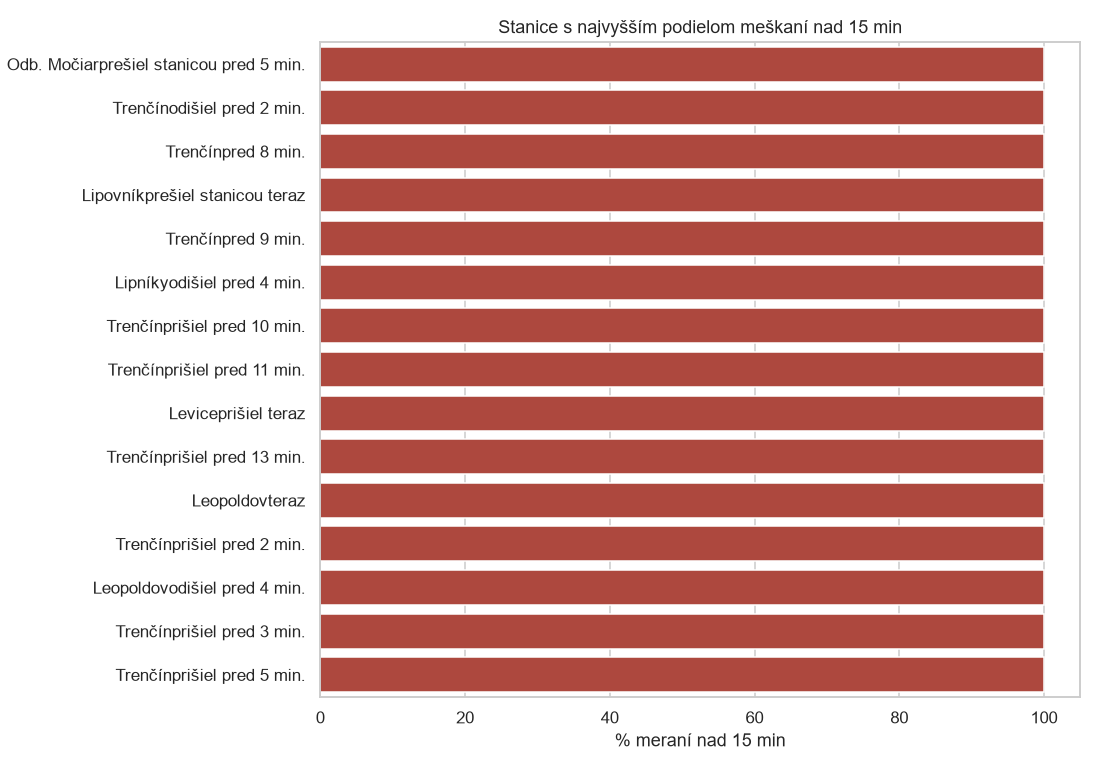 Stanice s najvyšším podielom meškaní nad 15 min
Odb. Močiarprešiel stanicou pred 5 min.
Trenčínodišiel pred 2 min.
Trenčínpred 8 min.
Lipovníkprešiel stanicou teraz
Trenčínpred 9 min.
Lipníkyodišiel pred 4 min.
Trenčínprišiel pred 10 min.
Trenčínprišiel pred 11 min.
Leviceprišiel teraz
Trenčínprišiel pred 13 min.
Leopoldovteraz
Trenčínprišiel pred 2 min.
Leopoldovodišiel pred 4 min.
Trenčínprišiel pred 3 min.
Trenčínprišiel pred 5 min.
0 20 40 60 80 100
% meraní nad 15 min